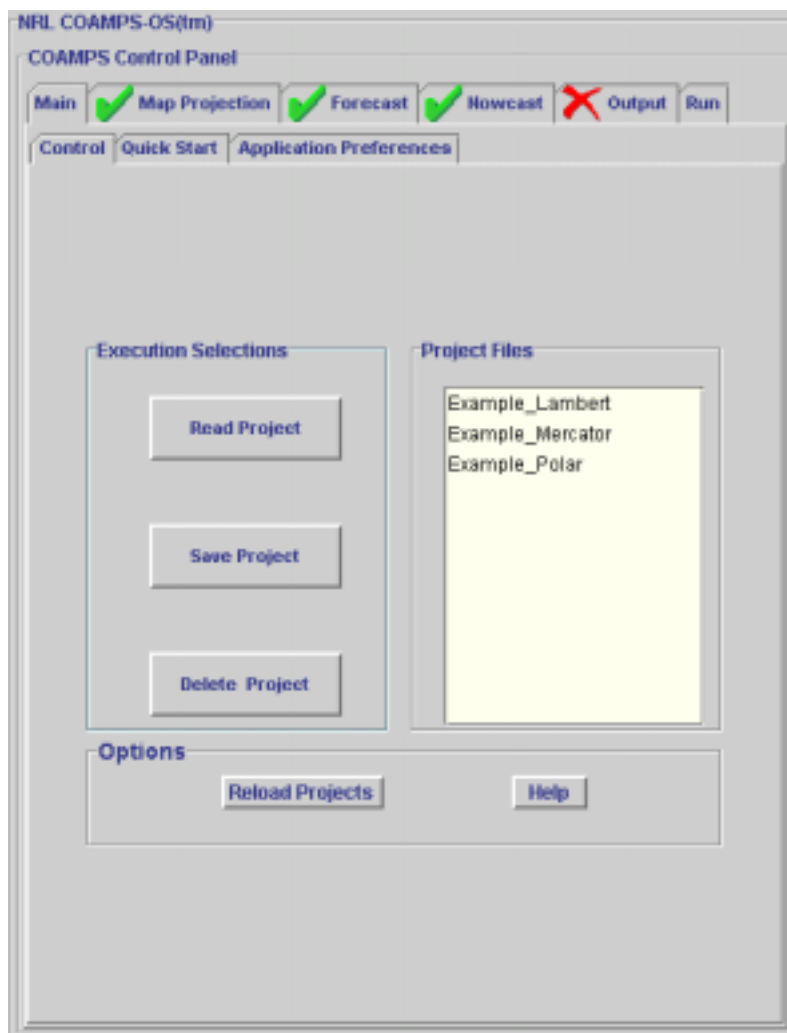 NRL COAMPS-OS(tm)
COAMPS Control Panel
Main Map Projection Forecast Nowcast Output Run
Control Quick Start Application Preferences
Execution Selections
Project Files
Read Project
Save Project
Delete Project
Example_Lambert
Example_Mercator
Example_Polar
Options
Reload Projects Help